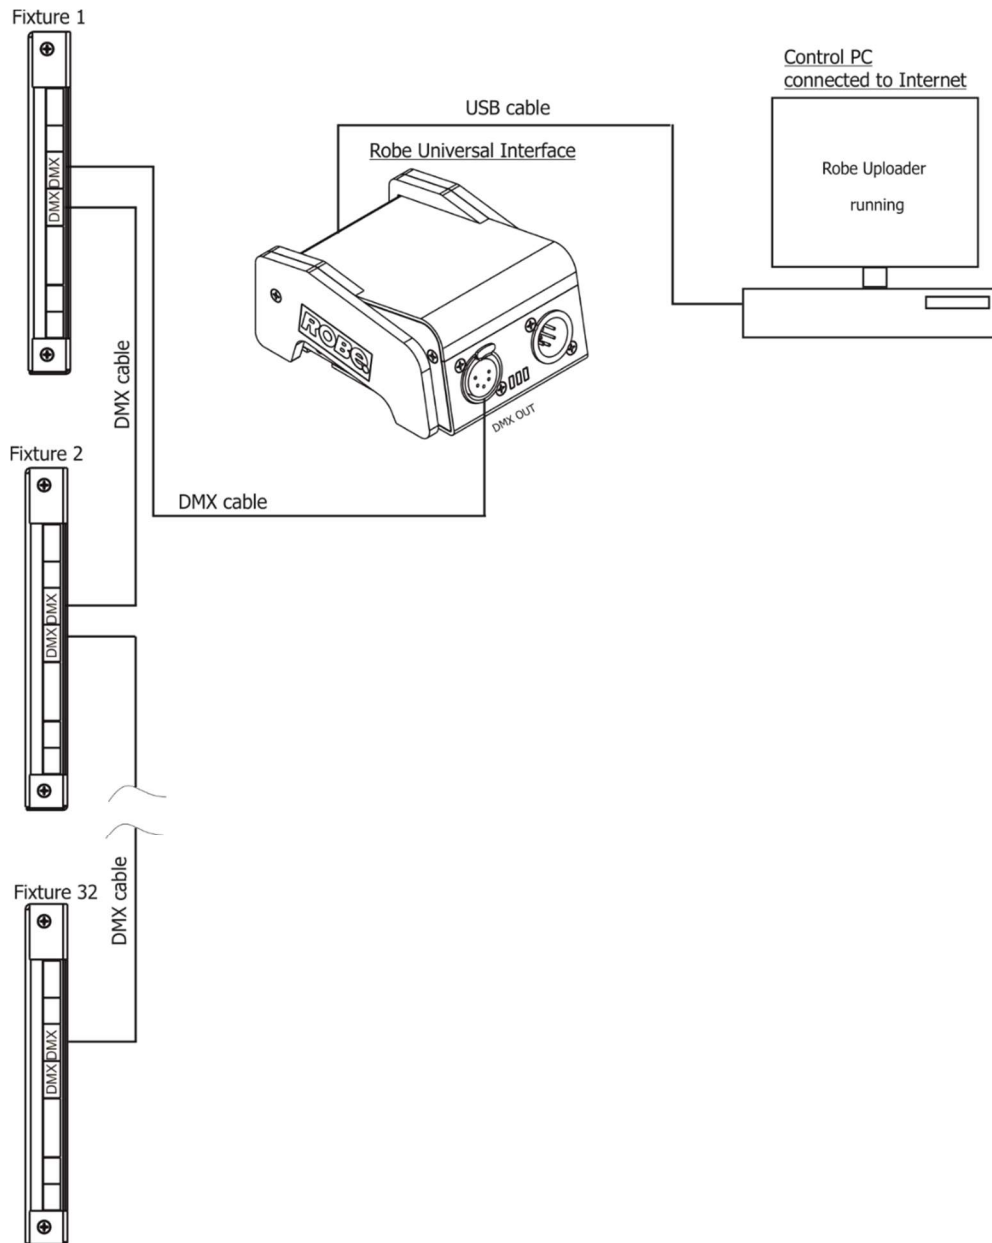 Fixture 1
DMX
DMX
DMX cable
Control PC
connected to Internet
Robe Uploader
running
USB cable
Robe Universal Interface
ROBE
DMX OUT
DMX cable
Fixture 2
DMX
DMX
DMX cable
Fixture 32
DMX
DMX